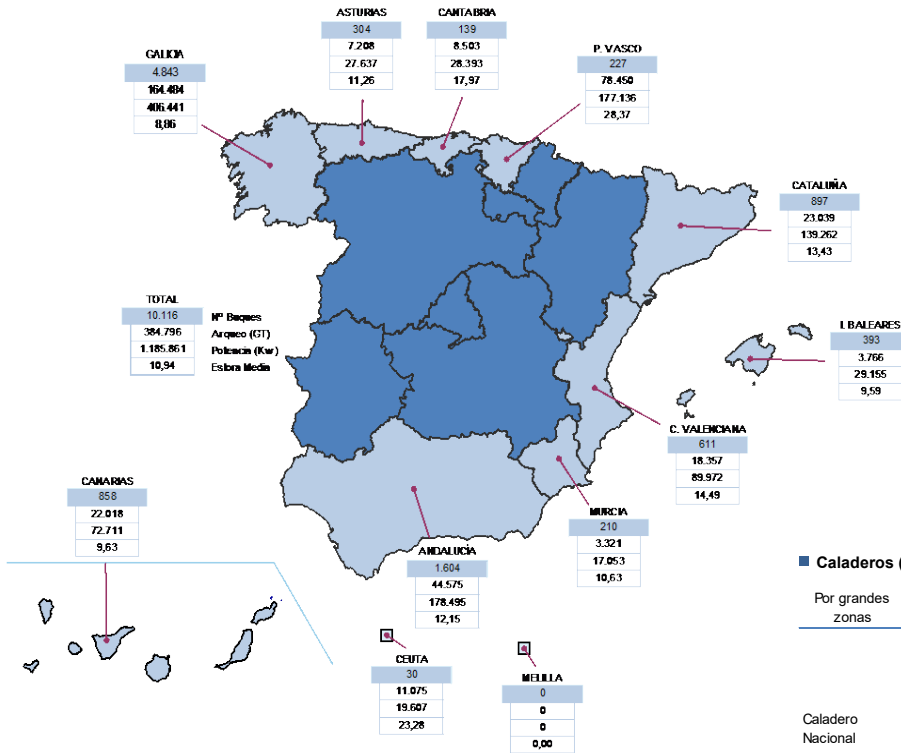 ASTURIAS
304
7.208
27.637
11,26
CANTABRIA
139
8.503
28.393
17,97
P. VASCO
227
78.450
177.136
28,37
GALICIA
4.843
164.484
406.441
8,86
CATALUÑA
897
23.039
139.262
13,43
TOTAL
10.116 Nº Buques
384.796 Arqueo (GT)
1.185.861 Potencia (Kw)
10,94 Eslora Media
I. BALEARES
393
3.766
29.155
9,59
C. VALENCIANA
611
18.357
89.972
14,49
CANARIAS
858
22.018
72.711
9,63
MURCIA
210
3.321
17.053
10,63
ANDALUCÍA
1.604
44.575
178.495
12,15
CEUTA
30
11.075
19.607
23,28
MELILLA
0
0
0
0,00
Caladeros (
Por grandes
zonas
Caladero
Nacional